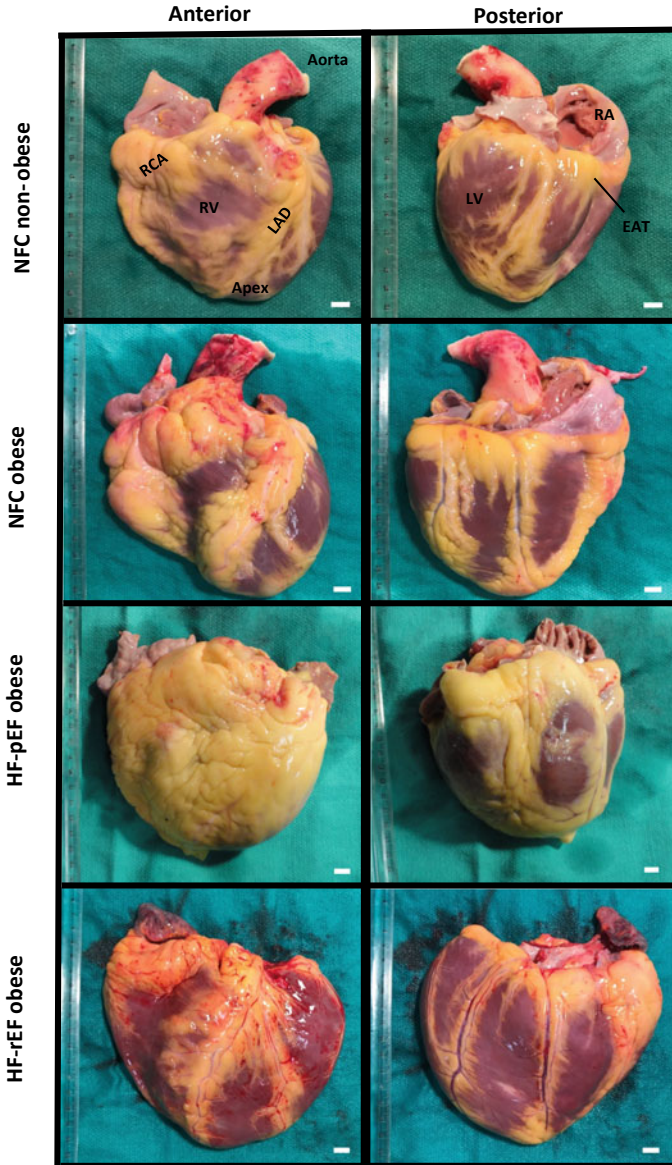 Anterior
Posterior
NFC non-obese
Aorta
RCA
RV
LAD
Apex
RA
LV
EAT
NFC obese
HF-pEF obese
HF-rEF obese